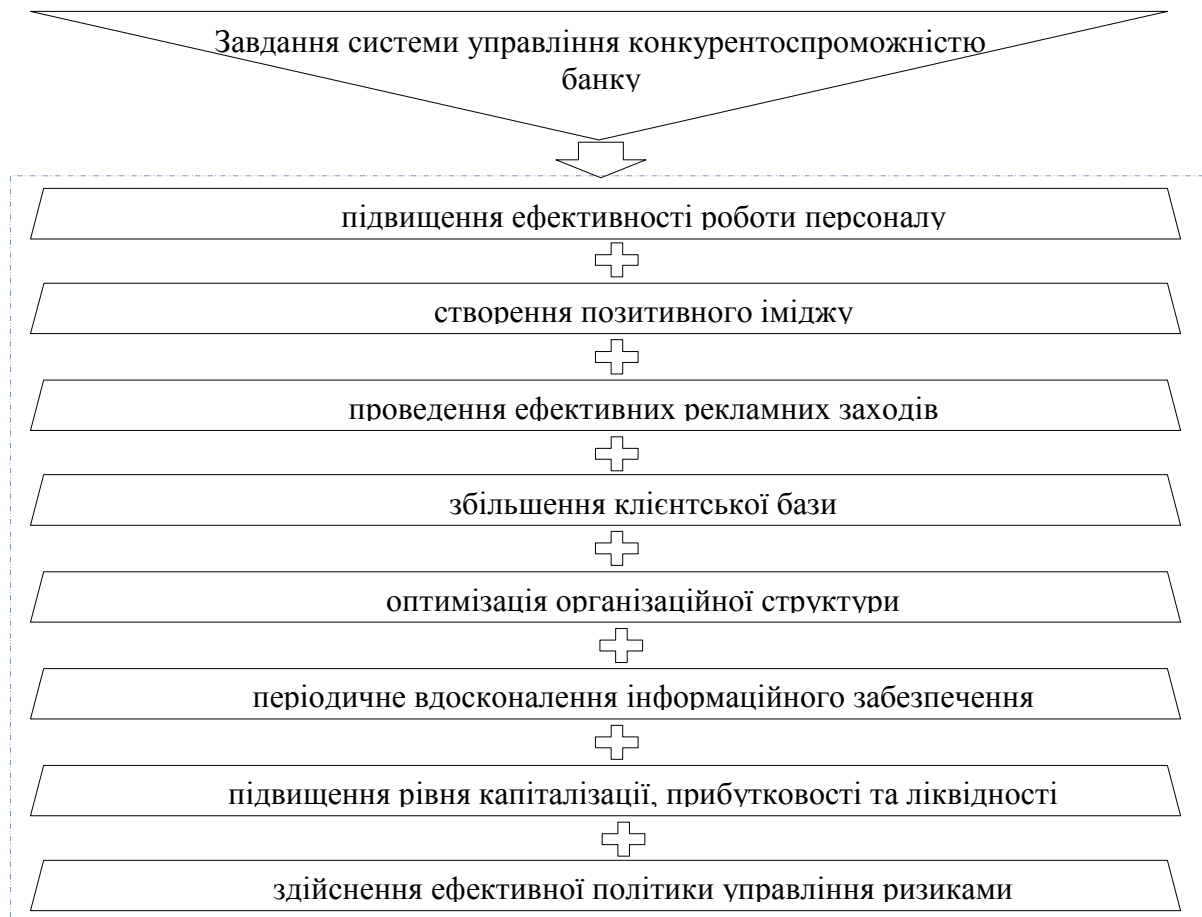 Завдання системи управління конкурентоспроможністю
банку
підвищення ефективності роботи персоналу
створення позитивного іміджу
проведення ефективних рекламних заходів
збільшення клієнтської бази
оптимізація організаційної структури
періодичне вдосконалення інформаційного забезпечення
підвищення рівня капіталізації, прибутковості та ліквідності
здійснення ефективної політики управління ризиками